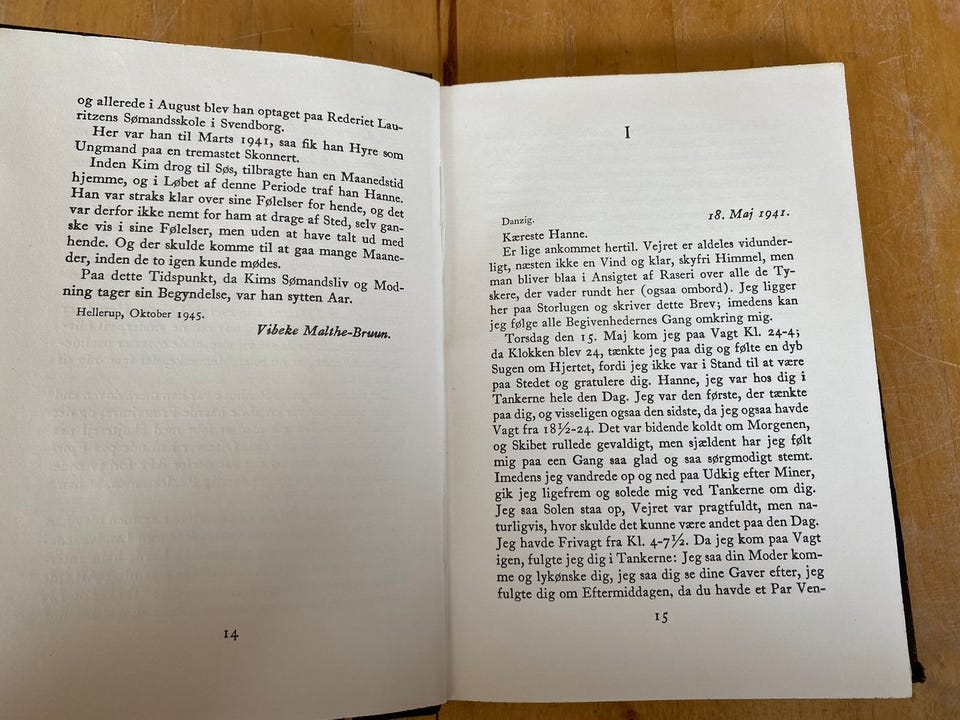 og allerede i August blev han optaget paa Rederiet Lau-
ritzens Sømandsskole i Svendborg.
Her var han til Marts 1941, saa fik han Hyre som
Ungmand paa en tremastet Skonnert.
Inden Kim drog til Søs, tilbragte han en Maanedstid
hjemme, og i Løbet af denne Periode traf han Hanne.
Han var straks klar over sine Følelser for hende, og det
var derfor ikke nemt for ham at drage af Sted, selv gan-
ske vis i sine Følelser, men uden at have talt ud med
hende. Og der skulde komme til at gaa mange Maane-
der, inden de to igen kunde mødes.
Paa dette Tidspunkt, da Kims Sømandsliv og Mod-
ning tager sin Begyndelse, var han sytten Aar.
Hellerup, Oktober 1945.
Vibeke Malthe-Bruun.
14
I
Danzig.
18. Maj 1941.
Kæreste Hanne.
Er lige ankommet hertil. Vejret er aldeles vidunder-
ligt, næsten ikke en Vind og klar, skyfri Himmel, men
man bliver blaa i Ansigtet af Raseri over alle de Ty-
skere, der vader rundt her (ogsaa ombord). Jeg ligger
her paa Storlugen og skriver dette Brev; imedens kan
jeg følge alle Begivenhedernes Gang omkring mig.
Torsdag den 15. Maj kom jeg paa Vagt Kl. 24-4;
da Klokken blev 24, tænkte jeg paa dig og følte en dyb
Sugen om Hjertet, fordi jeg ikke var i Stand til at være
paa Stedet og gratulere dig. Hanne, jeg var hos dig i
Tankerne hele den Dag. Jeg var den første, der tænkte
paa dig, og visseligen ogsaa den sidste, da jeg ogsaa havde
Vagt fra 18½-24. Det var bidende koldt om Morgenen,
og Skibet rullede gevaldigt, men sjældent har jeg følt
mig paa een Gang saa glad og saa sørgmodigt stemt.
Imedens jeg vandrede op og ned paa Udkig efter Miner,
gik jeg ligefrem og solede mig ved Tankerne om dig.
Jeg saa Solen staa op, Vejret var pragtfuldt, men na-
turligvis, hvor skulde det kunne være andet paa den Dag.
Jeg havde Frivagt fra Kl. 4-7½. Da jeg kom paa Vagt
igen, fulgte jeg dig i Tankerne: Jeg saa din Moder kom-
me og lykønske dig, jeg saa dig se dine Gaver efter, jeg
fulgte dig om Eftermiddagen, da du havde et Par Ven-
15